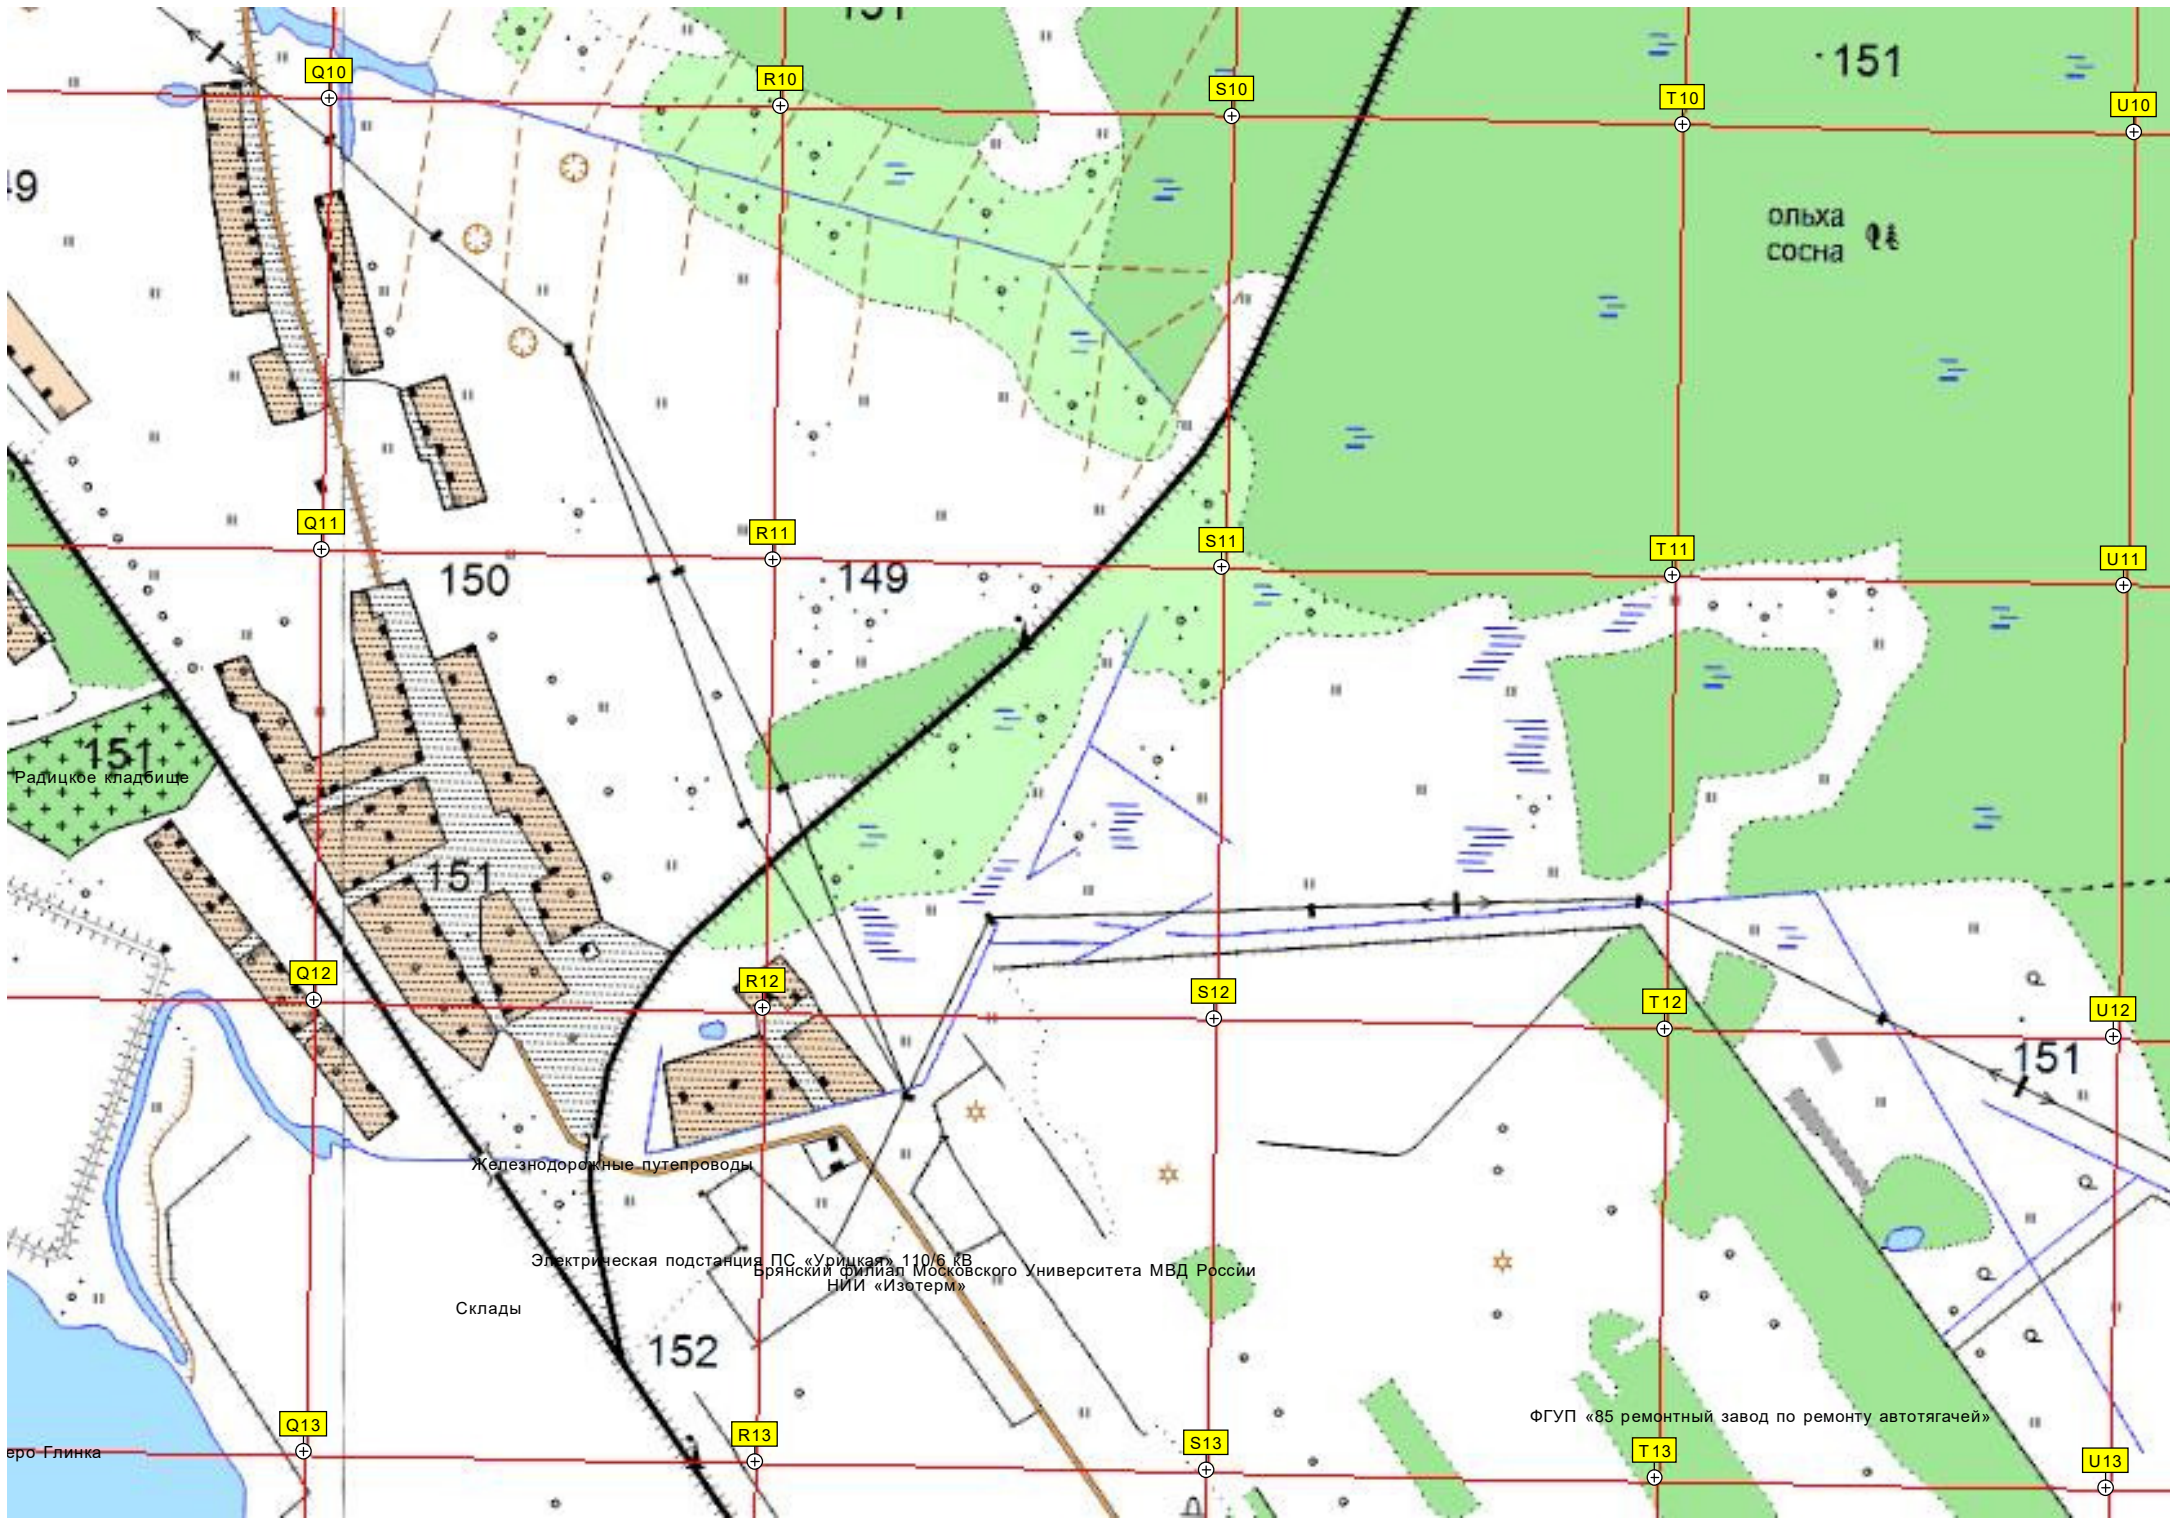 151
Q10
R10
S10
T10
151
U10
ольха
сосна
Q11
R11
S11
T11
U11
150
149
151
Радицкое кладбище
151
Q12
R12
S12
T12
U12
151
Железнодорожные путепроводы
Электрическая подстанция ПС «Урицкая» 110/6 кВ
Брянский филиал Московского Университета МВД России
НИИ «Изотерм»
Склады
152
ФГУП «85 ремонтный завод по ремонту автотягачей»
Q13
R13
S13
T13
U13
еро Глинка